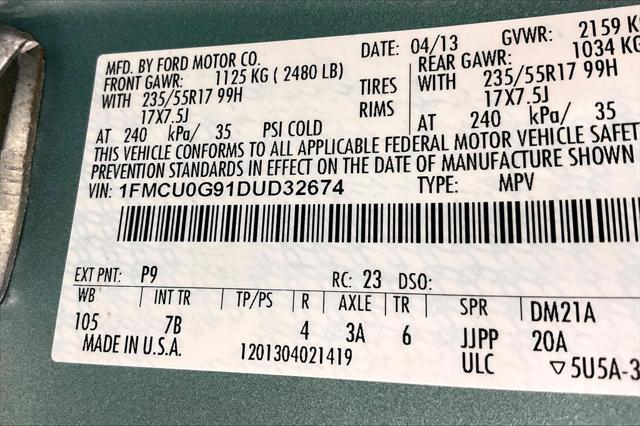 MFD. BY FORD MOTOR CO. DATE: 04/13 GVWR: 2159 K
FRONT GAWR: 1125 KG ( 2480 LB) REAR GAWR: 1034 KG
WITH 235/55R17 99H TIRES WITH 235/55R17 99H
17X7.5J RIMS 17X7.5J
AT 240 kPa/ 35 PSI COLD AT 240 kPa/ 35
THIS VEHICLE CONFORMS TO ALL APPLICABLE FEDERAL MOTOR VEHICLE SAFET
PREVENTION STANDARDS IN EFFECT ON THE DATE OF MANUFACTURE SHOWN
VIN: 1FMCU0G91DUD32674 TYPE: MPV
EXT PNT: P9 RC: 23 DSO:
WB INT TR TP/PS R AXLE TR SPR DM21A
105 7B 4 3A 6 JJPP 20A
MADE IN U.S.A. 1201304021419 ULC ▽5U5A-3